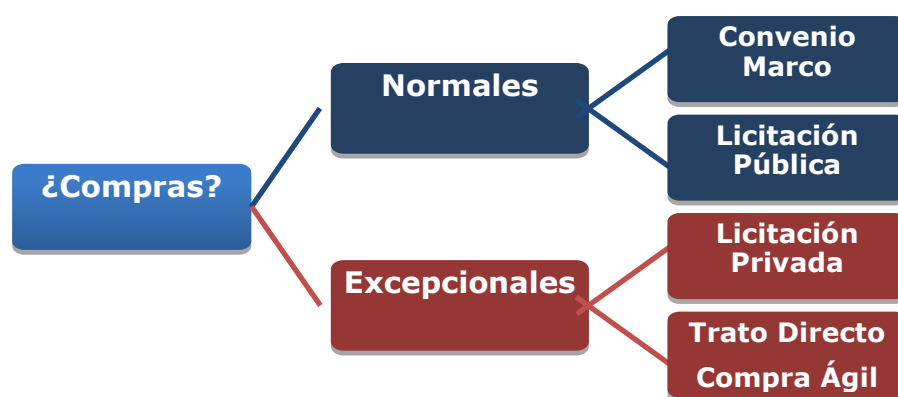 ¿Compras?
Normales
Convenio
Marco
Licitación
Pública
Excepcionales
Licitación
Privada
Trato Directo
Compra Ágil